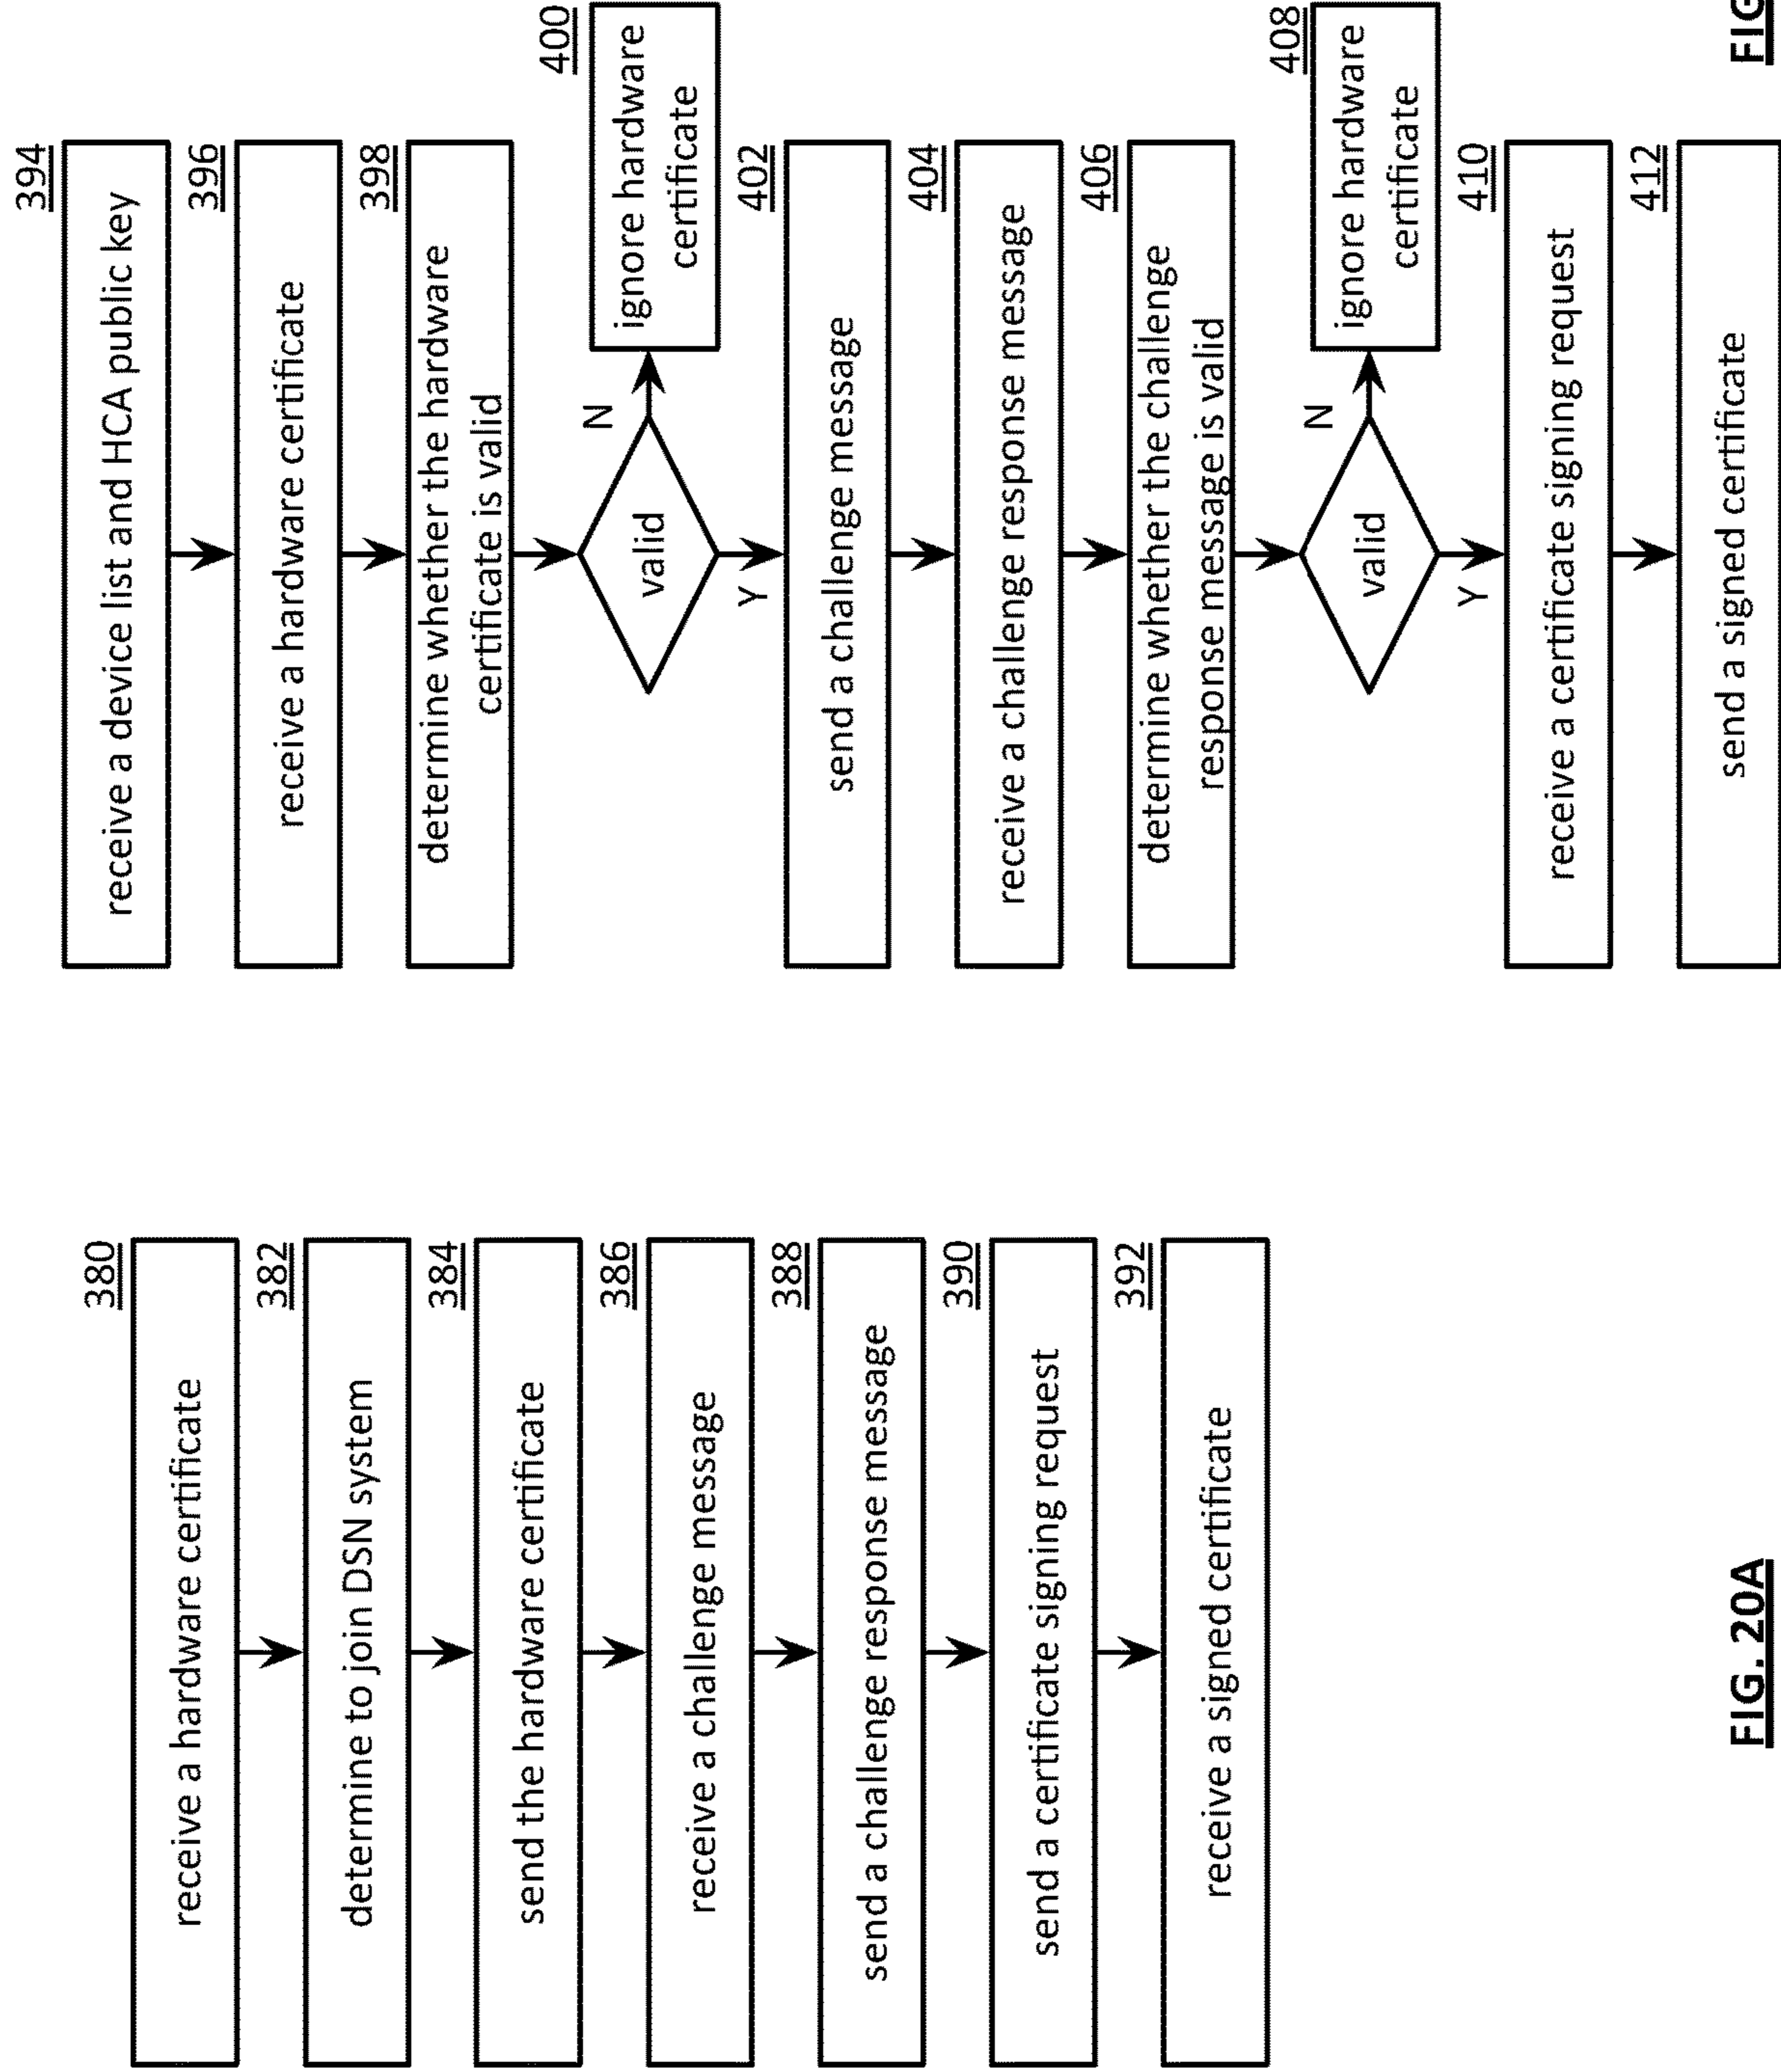 380
receive a hardware certificate
382
determine to join DSN system
384
send the hardware certificate
386
receive a challenge message
388
send a challenge response message
390
send a certificate signing request
392
receive a signed certificate
FIG. 20A
394
receive a device list and HCA public key
396
receive a hardware certificate
398
determine whether the hardware
certificate is valid
valid
N
400
ignore hardware
certificate
Y
402
send a challenge message
404
receive a challenge response message
406
determine whether the challenge
response message is valid
valid
N
408
ignore hardware
certificate
Y
410
receive a certificate signing request
412
send a signed certificate
FIG